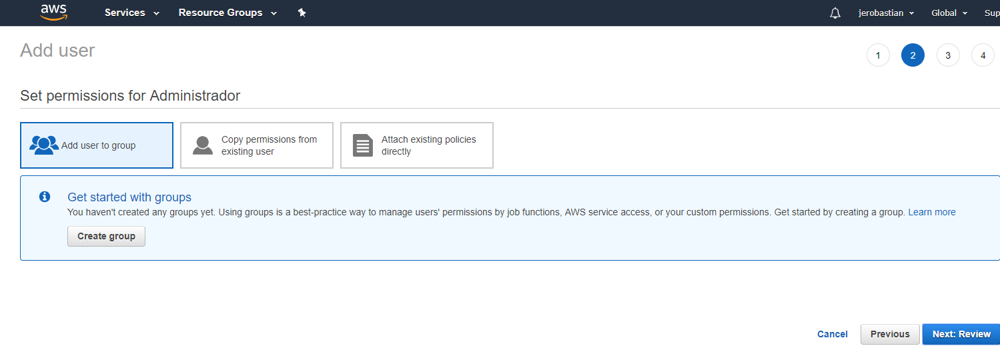 aws Services Resource Groups jerobastian Global Sup
Add user
1 2 3 4
Set permissions for Administrador
Add user to group
Copy permissions from
existing user
Attach existing policies
directly
Get started with groups
You haven't created any groups yet. Using groups is a best-practice way to manage users' permissions by job functions, AWS service access, or your custom permissions. Get started by creating a group. Learn more
Create group
Cancel Previous Next: Review